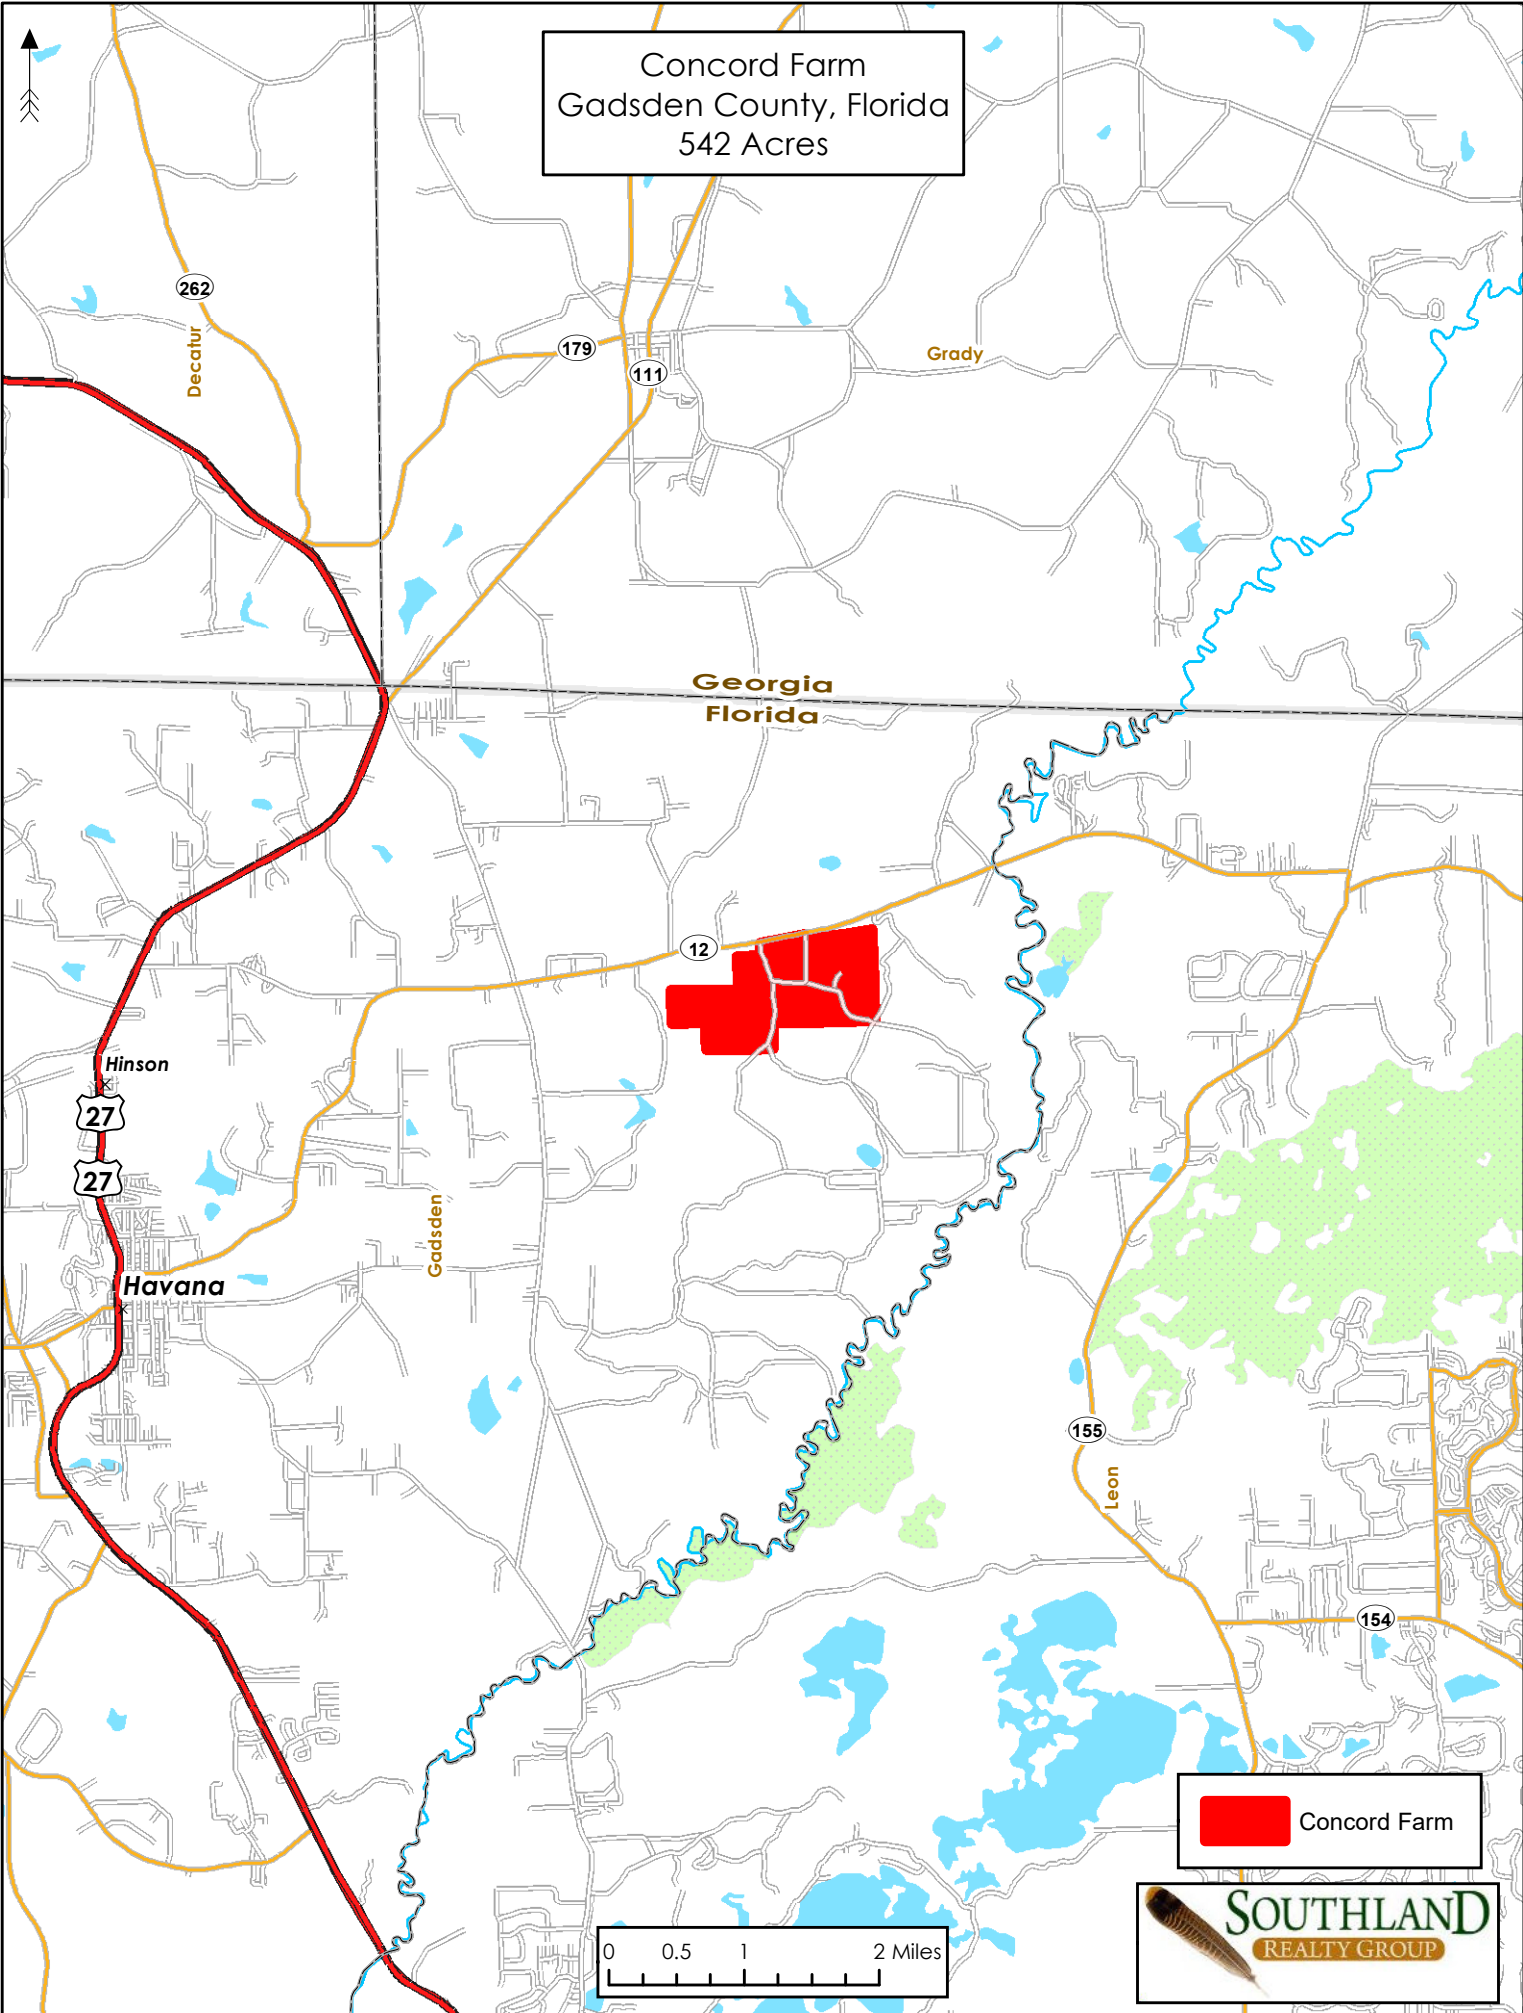 Concord Farm
Gadsden County, Florida
542 Acres
262
Decatur
179
111
Grady
Georgia
Florida
12
Hinson
27
27
Gadsden
Havana
155
Leon
154
Concord Farm
SOUTHLAND
REALTY GROUP
0 0.5 1 2 Miles